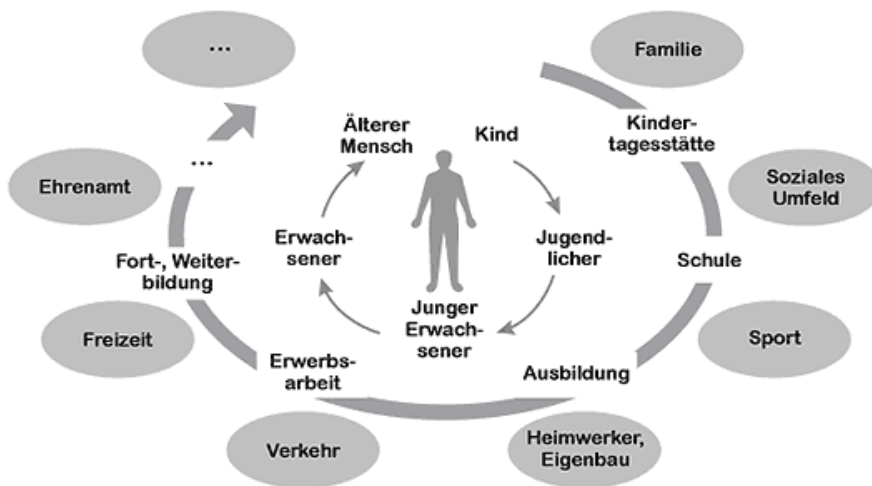 ...
Familie
Älterer
Mensch
Kind
Kinder-
tagesstätte
...
Ehrenamt
Soziales
Umfeld
Erwach-
sener
Jugend-
licher
Fort-, Weiter-
bildung
Schule
Junger
Erwach-
sener
Freizeit
Sport
Erwerbs-
arbeit
Ausbildung
Verkehr
Heimwerker,
Eigenbau